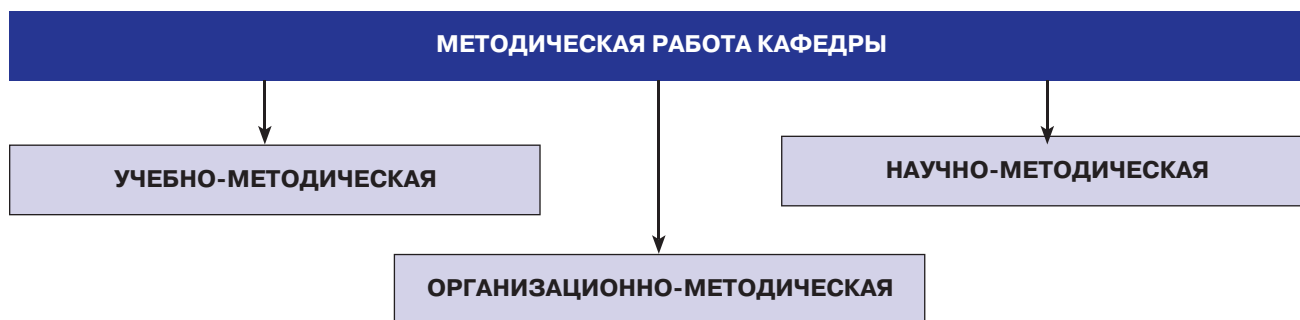 МЕТОДИЧЕСКАЯ РАБОТА КАФЕДРЫ
УЧЕБНО-МЕТОДИЧЕСКАЯ
НАУЧНО-МЕТОДИЧЕСКАЯ
ОРГАНИЗАЦИОННО-МЕТОДИЧЕСКАЯ